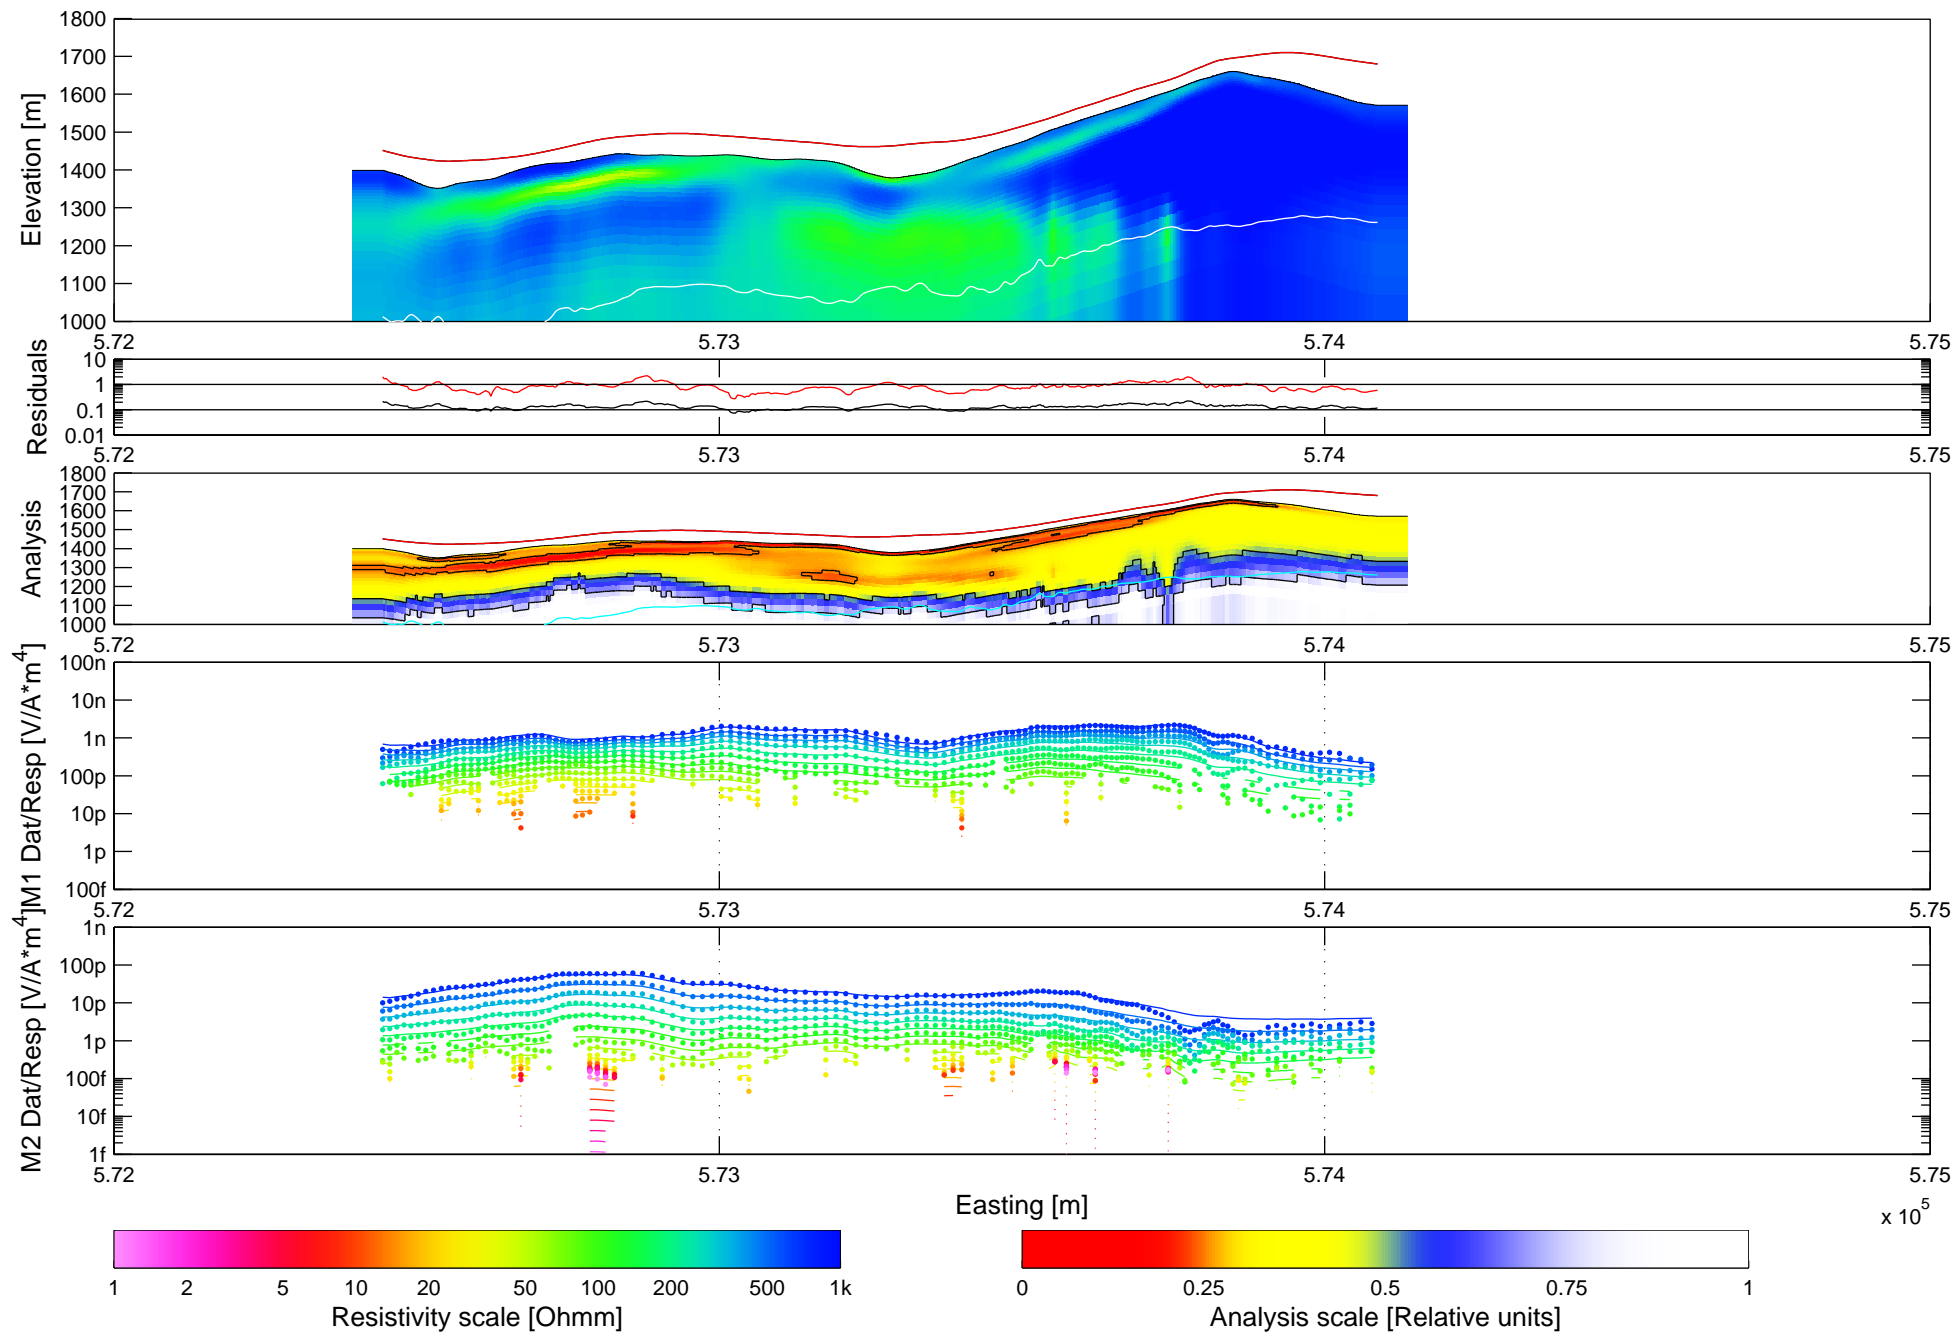 1800
1700
1600
1500
1400
1300
1200
1100
1000
Elevation [m]
5.72 5.73 5.74 5.75
10
1
0.1
0.01
Residuals
5.72 5.73 5.74 5.75
1800
1700
1600
1500
1400
1300
1200
1100
1000
Analysis
5.72 5.73 5.74 5.75
100n
10n
1n
100p
10p
1p
100f
M1 Dat/Resp [V/A*m^4]
5.72 5.73 5.74 5.75
1n
100p
10p
1p
100f
10f
1f
M2 Dat/Resp [V/A*m^4]
5.72 5.73 5.74 5.75
Easting [m]
x 10^5
1 2 5 10 20 50 100 200 500 1k
Resistivity scale [Ohmm]
0 0.25 0.5 0.75 1
Analysis scale [Relative units]